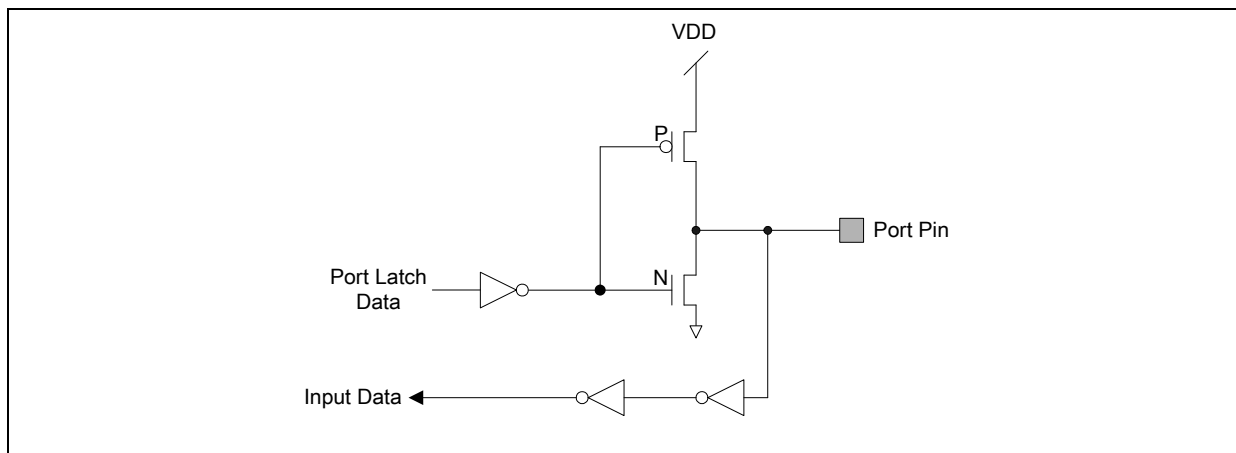 VDD
P
Port Pin
N
Port Latch
Data
Input Data